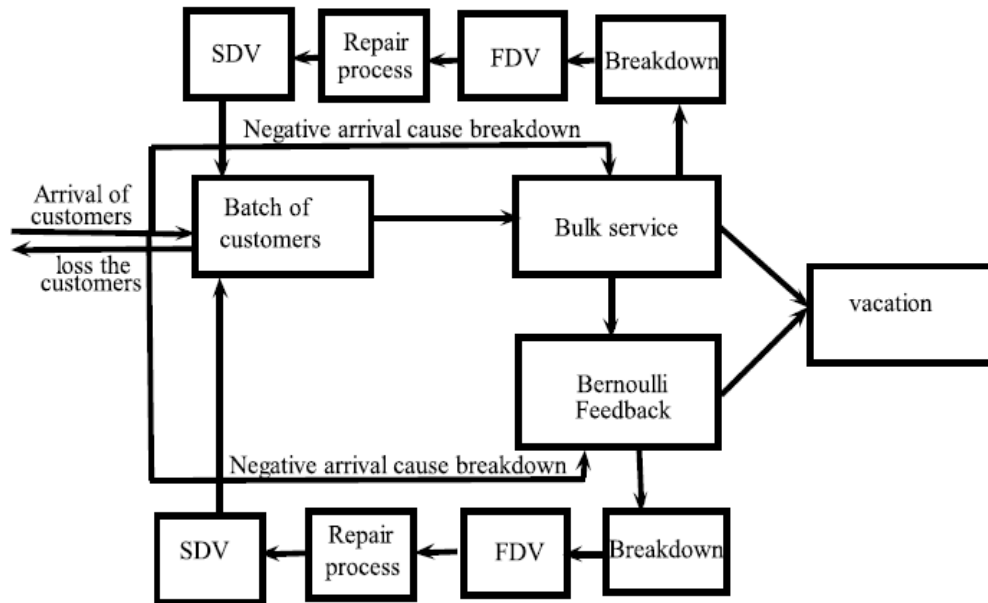 SDV
Repair
process
FDV
Breakdown
Negative arrival cause breakdown
Arrival of
customers
loss the
customers
Batch of
customers
Bulk service
vacation
Bernoulli
Feedback
Negative arrival cause breakdown
SDV
Repair
process
FDV
Breakdown